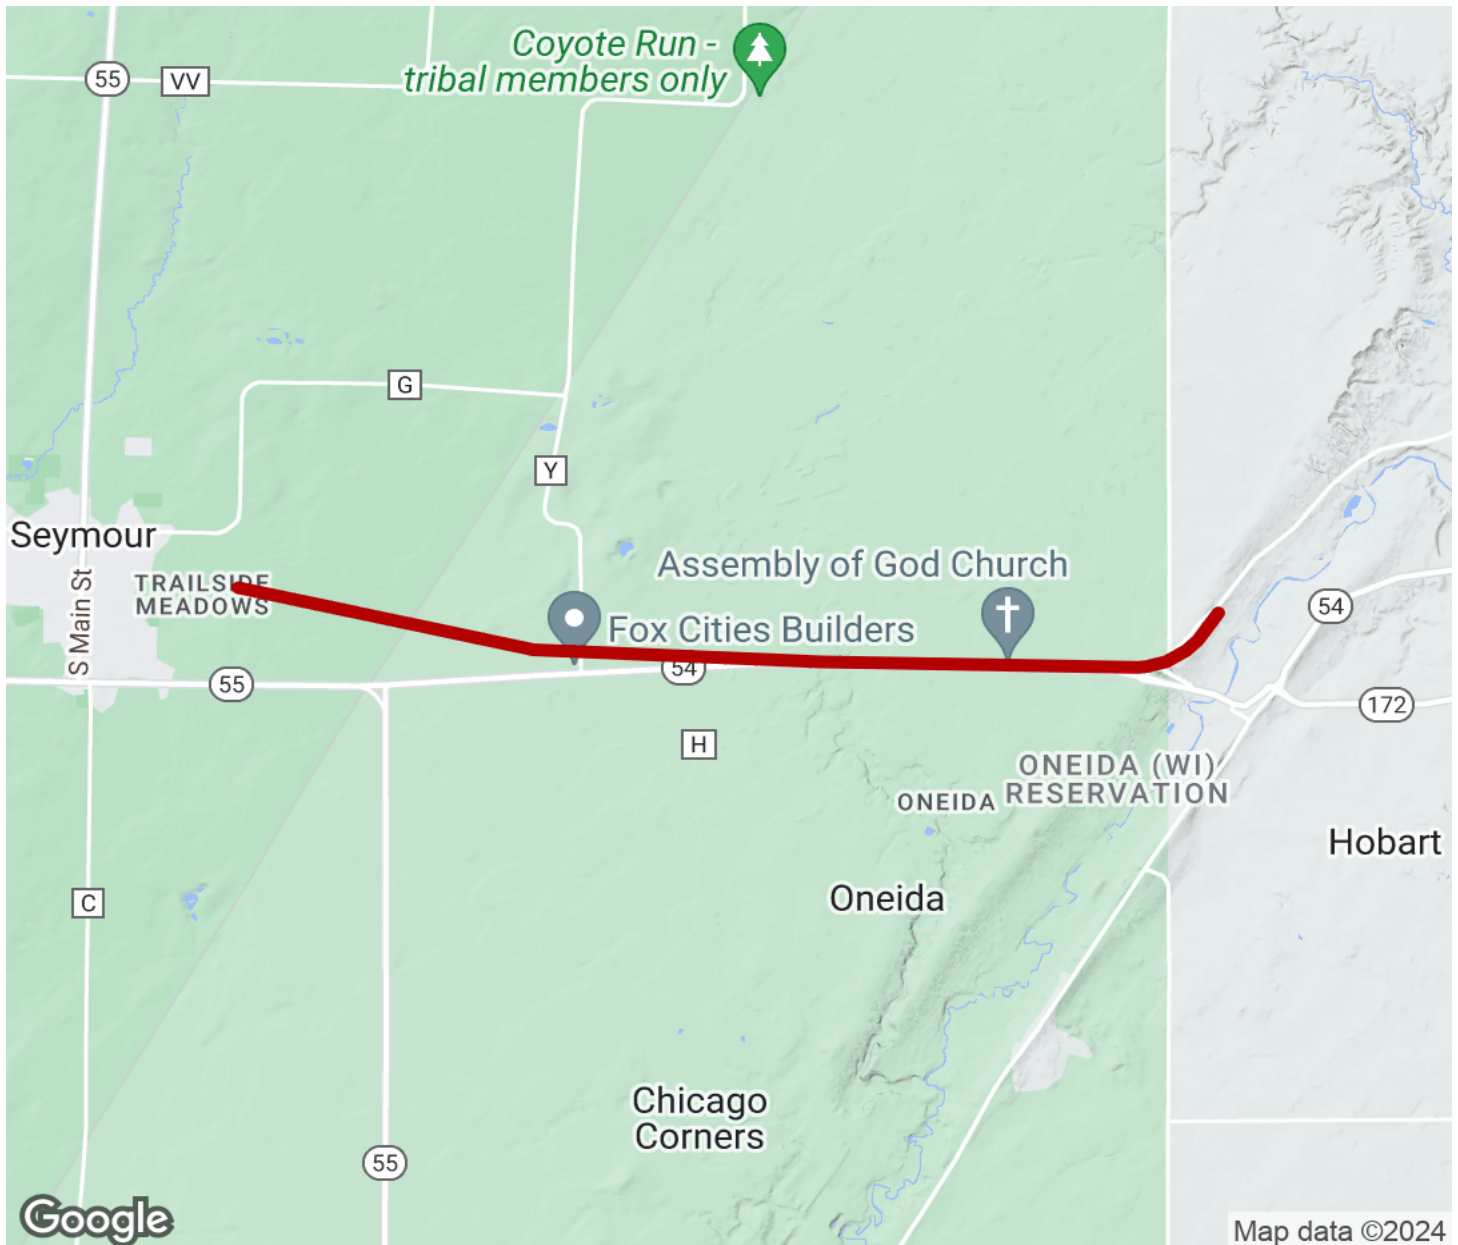 Coyote Run -
tribal members only
55
VV
G
Y
Seymour
Assembly of God Church
TRAILSIDE
MEADOWS
S Main St
Fox Cities Builders
54
54
55
172
H
ONEIDA (WI)
RESERVATION
ONEIDA
Hobart
C
Oneida
Chicago
Corners
55
Google
Map data ©2024